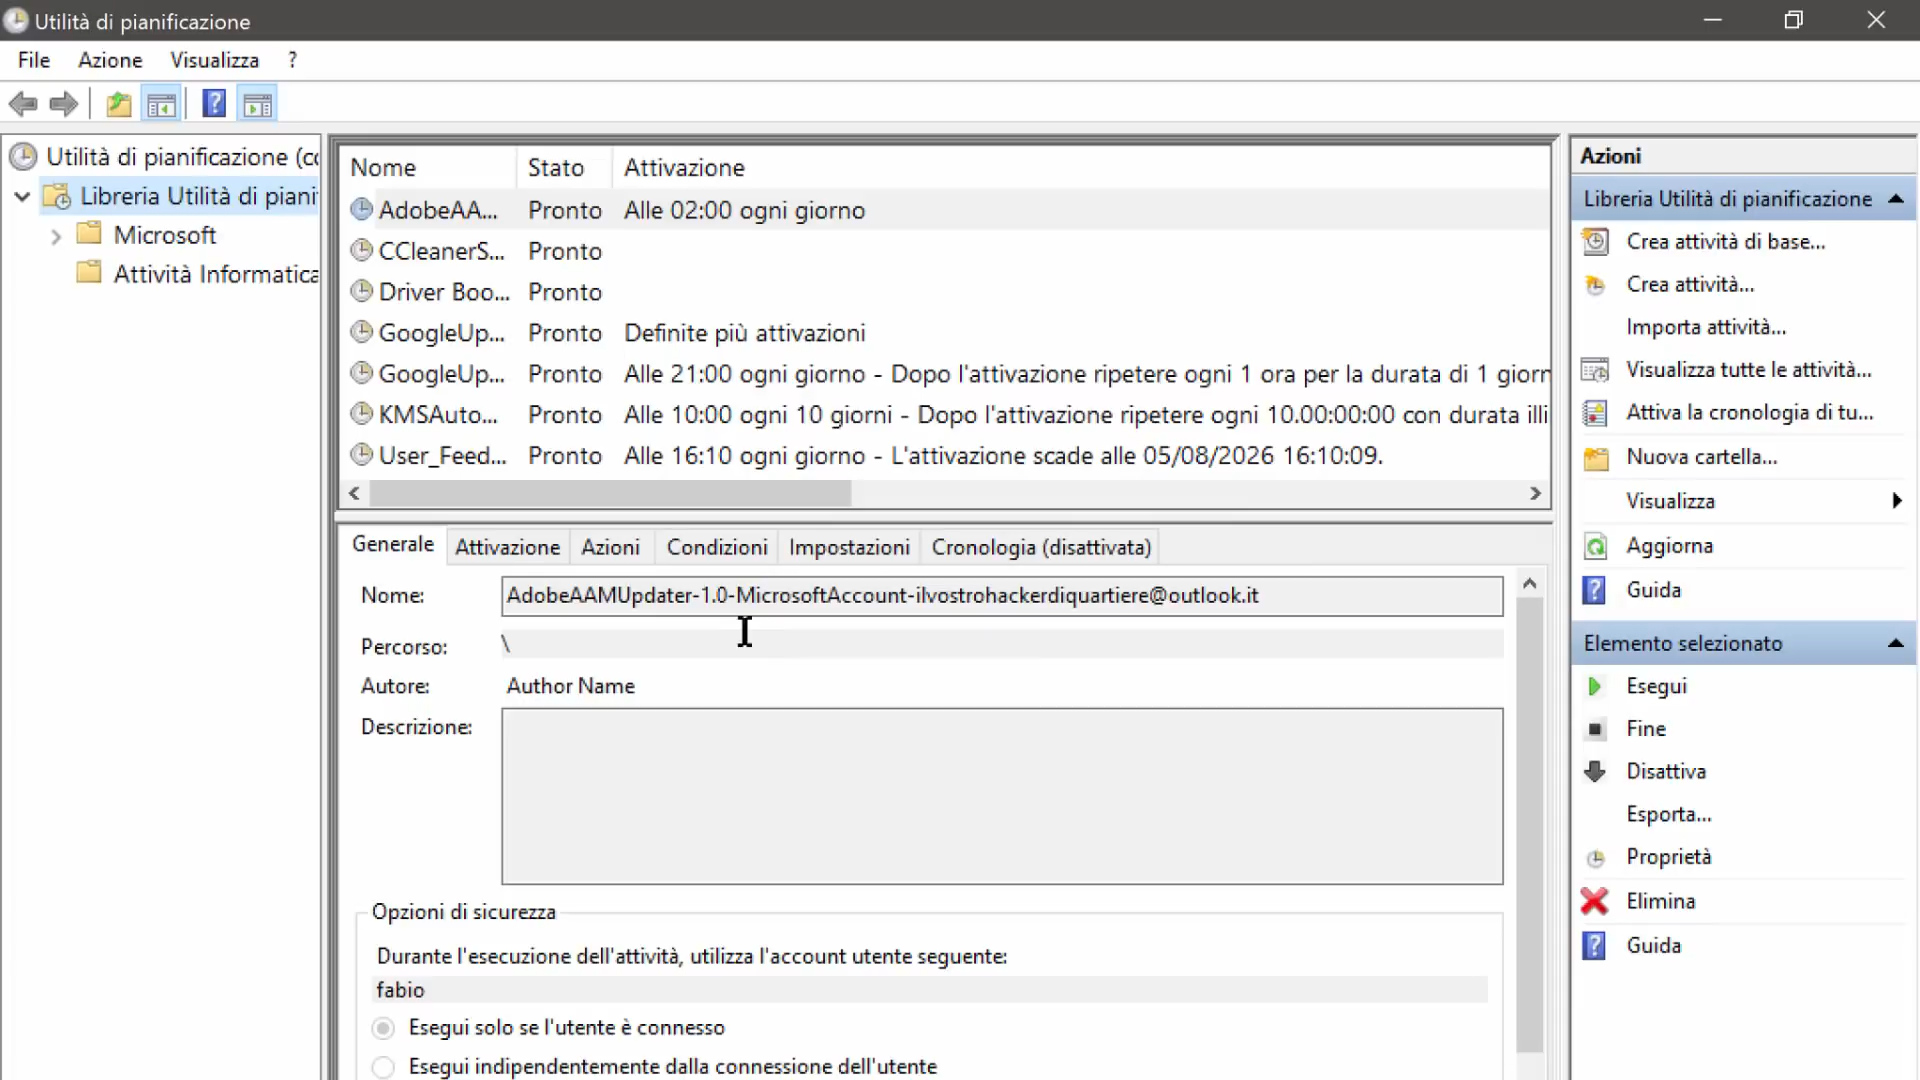 Utilità di pianificazione
File Azione Visualizza ?
Utilità di pianificazione (co
Libreria Utilità di piani
Microsoft
Attività Informatica
Nome Stato Attivazione
AdobeAA... Pronto Alle 02:00 ogni giorno
CCleanerS... Pronto
Driver Boo... Pronto
GoogleUp... Pronto Definite più attivazioni
GoogleUp... Pronto Alle 21:00 ogni giorno - Dopo l'attivazione ripetere ogni 1 ora per la durata di 1 giorn
KMSAuto... Pronto Alle 10:00 ogni 10 giorni - Dopo l'attivazione ripetere ogni 10.00:00:00 con durata illi
User_Feed... Pronto Alle 16:10 ogni giorno - L'attivazione scade alle 05/08/2026 16:10:09.
Generale Attivazione Azioni Condizioni Impostazioni Cronologia (disattivata)
Nome: AdobeAAMUpdater-1.0-MicrosoftAccount-ilvostrohackerdiquartiere@outlook.it
Percorso: \
Autore: Author Name
Descrizione:
Opzioni di sicurezza
Durante l'esecuzione dell'attività, utilizza l'account utente seguente:
fabio
Esegui solo se l'utente è connesso
Esegui indipendentemente dalla connessione dell'utente
Azioni
Libreria Utilità di pianificazione
Crea attività di base...
Crea attività...
Importa attività...
Visualizza tutte le attività...
Attiva la cronologia di tu...
Nuova cartella...
Visualizza
Aggiorna
Guida
Elemento selezionato
Esegui
Fine
Disattiva
Esporta...
Proprietà
Elimina
Guida